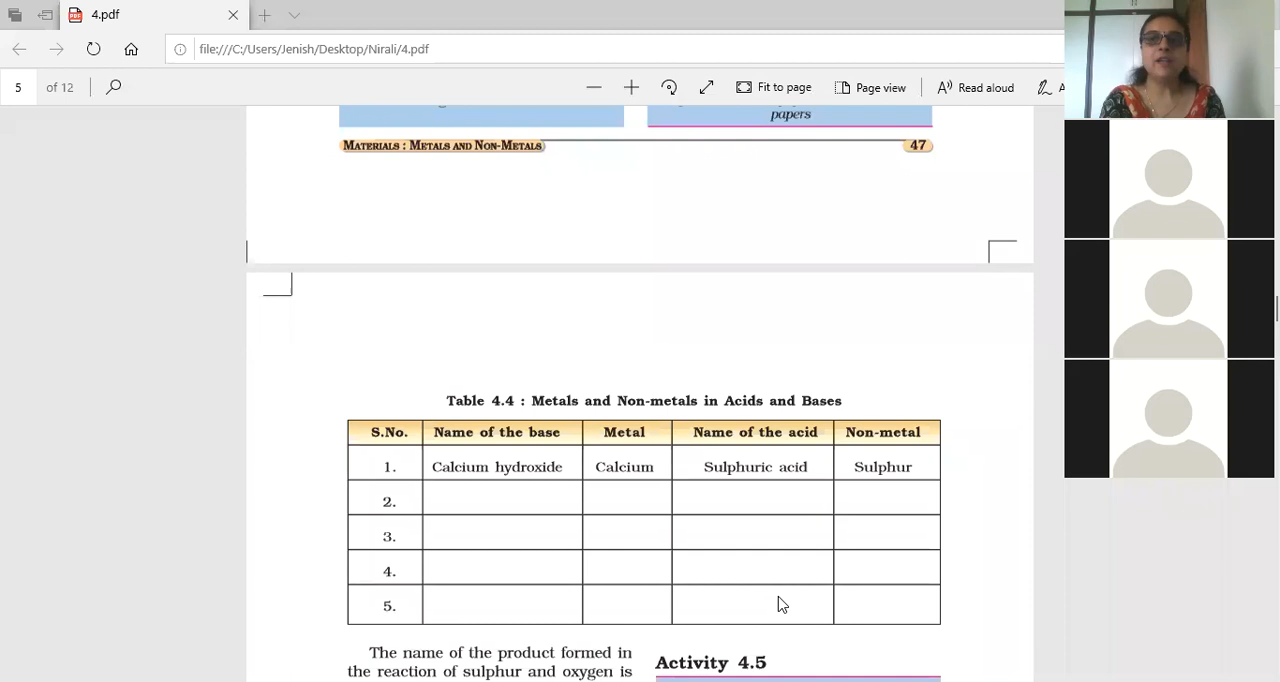 4.pdf
file:///C:/Users/Jenish/Desktop/Nirali/4.pdf
5 of 12
Fit to page
Page view
Read aloud
papers
MATERIALS : METALS AND NON-METALS
47
Table 4.4 : Metals and Non-metals in Acids and Bases
S.No. Name of the base Metal Name of the acid Non-metal
1. Calcium hydroxide Calcium Sulphuric acid Sulphur
2.
3.
4.
5.
The name of the product formed in
the reaction of sulphur and oxygen is
Activity 4.5